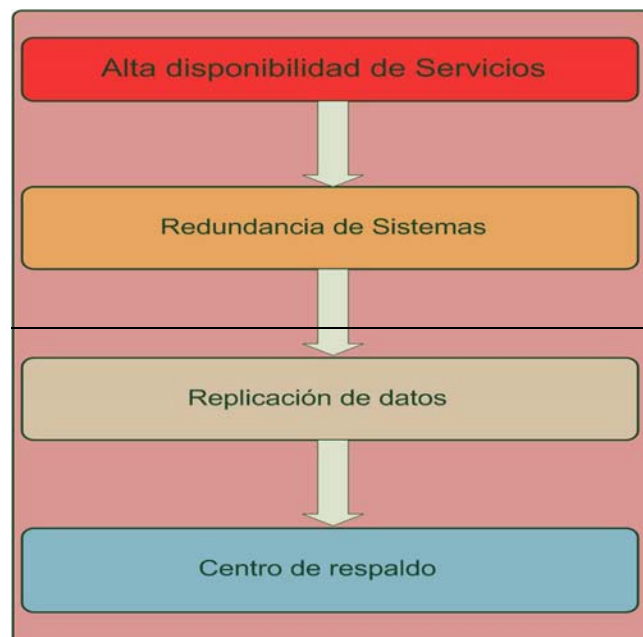 Alta disponibilidad de Servicios
Redundancia de Sistemas
Replicación de datos
Centro de respaldo